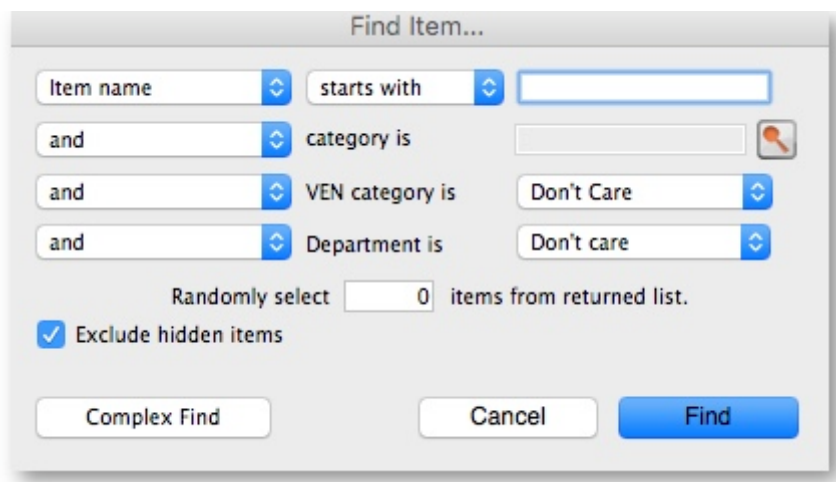 Find Item...
Item name starts with
and category is
and VEN category is Don't Care
and Department is Don't care
Randomly select 0 items from returned list.
Exclude hidden items
Complex Find Cancel Find